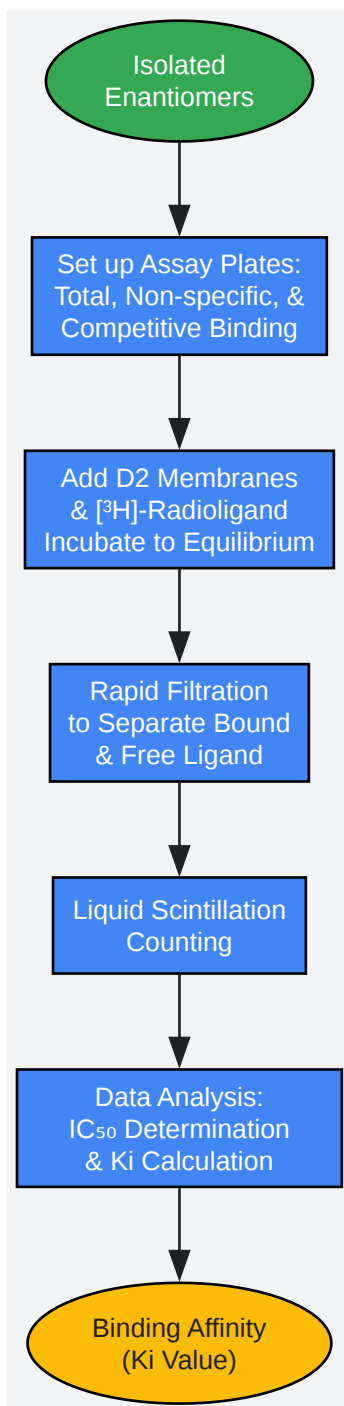 Isolated
Enantiomers
Set up Assay Plates:
Total, Non-specific, &
Competitive Binding
Add D2 Membranes
& [³H]-Radioligand
Incubate to Equilibrium
Rapid Filtration
to Separate Bound
& Free Ligand
Liquid Scintillation
Counting
Data Analysis:
IC₅₀ Determination
& Ki Calculation
Binding Affinity
(Ki Value)